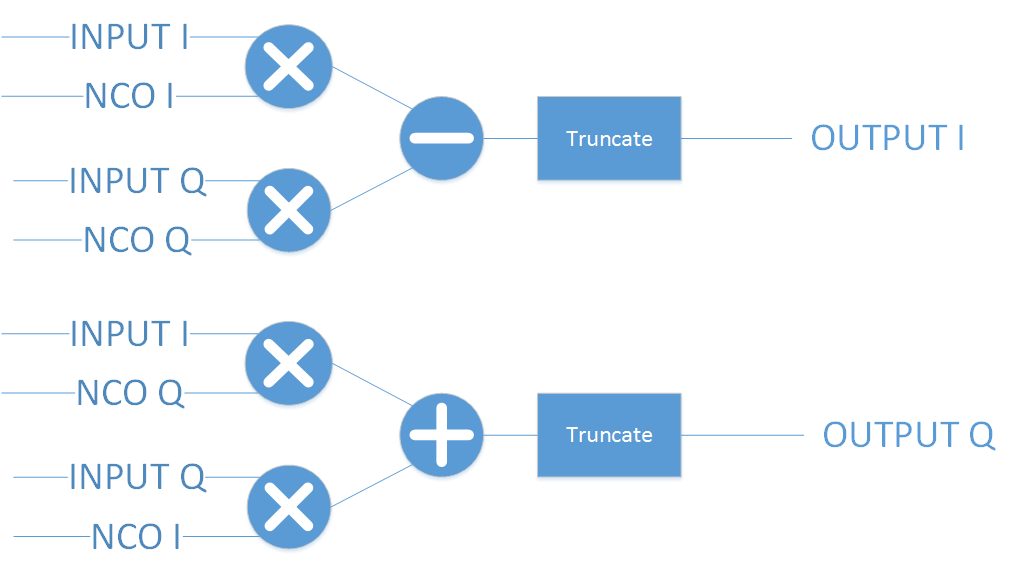 INPUT I
NCO I
INPUT Q
NCO Q
Truncate
OUTPUT I
INPUT I
NCO Q
INPUT Q
NCO I
Truncate
OUTPUT Q